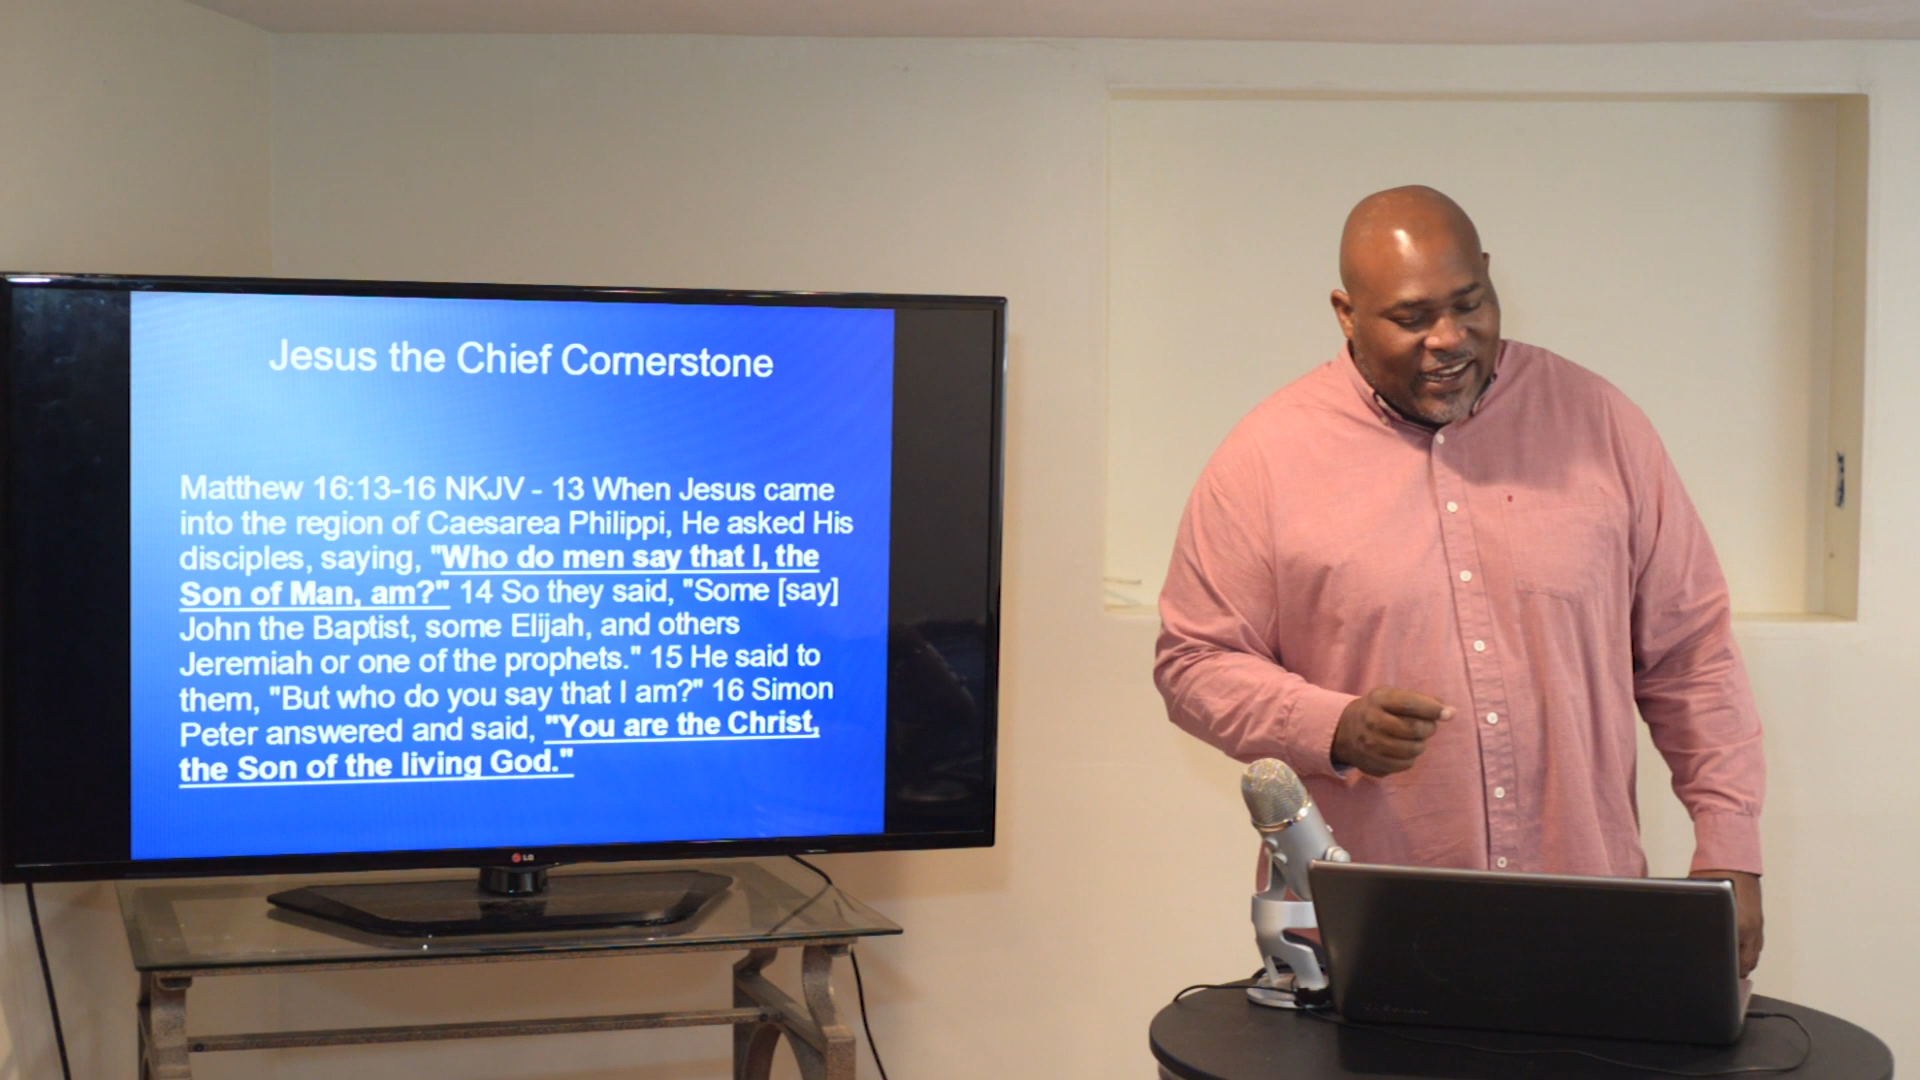 Jesus the Chief Cornerstone
Matthew 16:13-16 NKJV - 13 When Jesus came
into the region of Caesarea Philippi, He asked His
disciples, saying, "Who do men say that I, the
Son of Man, am?" 14 So they said, "Some [say]
John the Baptist, some Elijah, and others
Jeremiah or one of the prophets." 15 He said to
them, "But who do you say that I am?" 16 Simon
Peter answered and said, "You are the Christ,
the Son of the living God."
LG